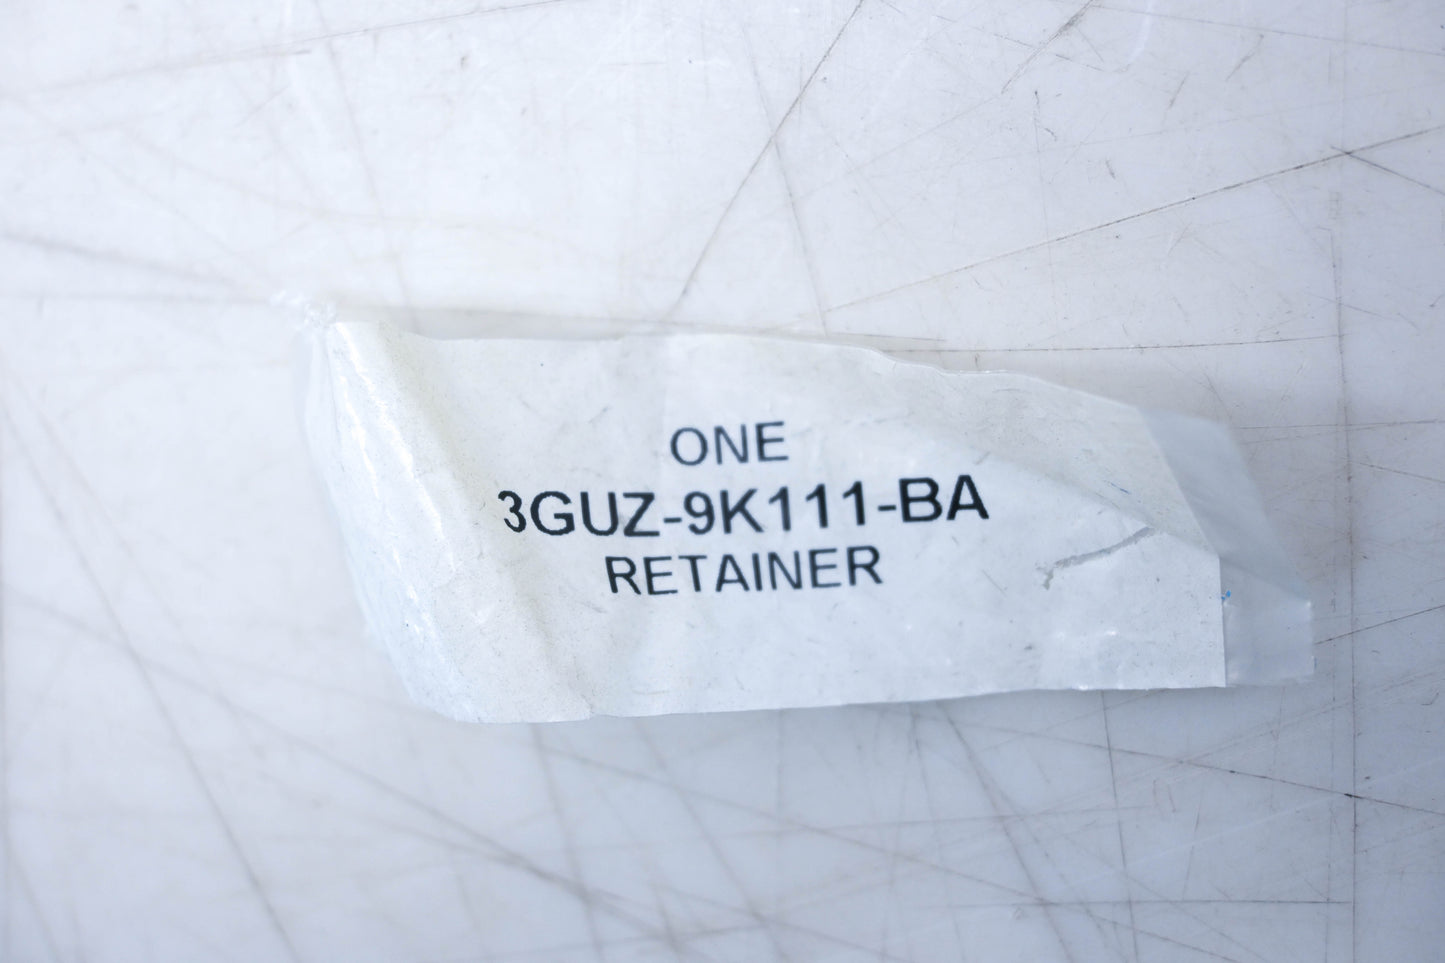 ONE
3GUZ-9K111-BA
RETAINER